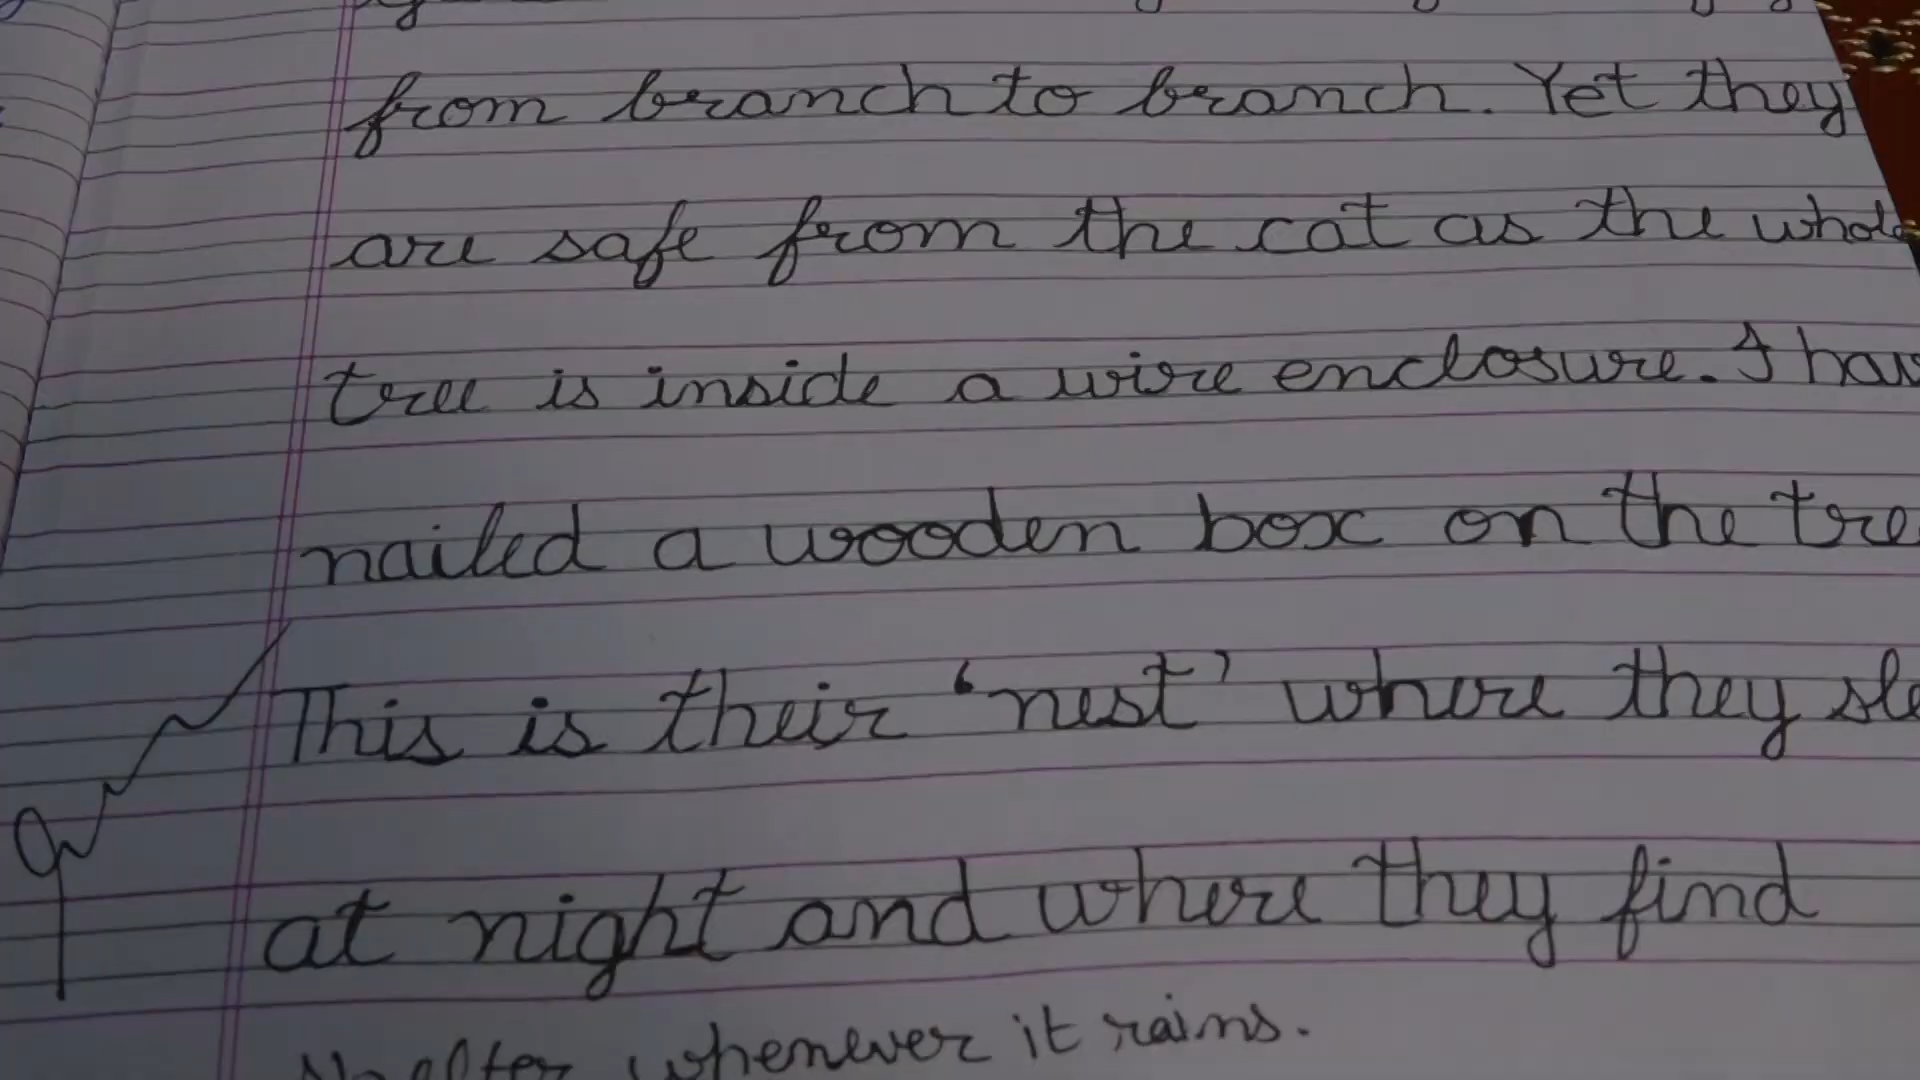 from branch to branch. Yet they
are safe from the cat as the whole
tree is inside a wire enclosure. I
nailed a wooden box on the
This is their 'nest' where they
at night and where they find
shelter whenever it rains.